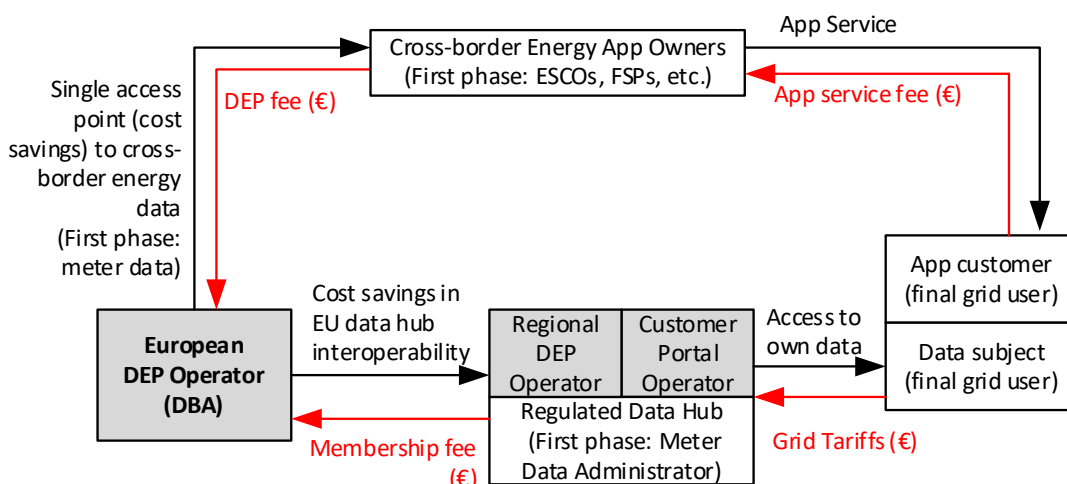 Cross-border Energy App Owners
(First phase: ESCOs, FSPs, etc.)
App Service
Single access
point (cost
savings) to cross-
border energy
data
(First phase:
meter data)
DEP fee (€)
App service fee (€)
European
DEP Operator
(DBA)
Cost savings in
EU data hub
interoperability
Membership fee
(€)
Regional
DEP
Operator
Customer
Portal
Operator
Regulated Data Hub
(First phase: Meter
Data Administrator)
Access to
own data
Grid Tariffs (€)
App customer
(final grid user)
Data subject
(final grid user)